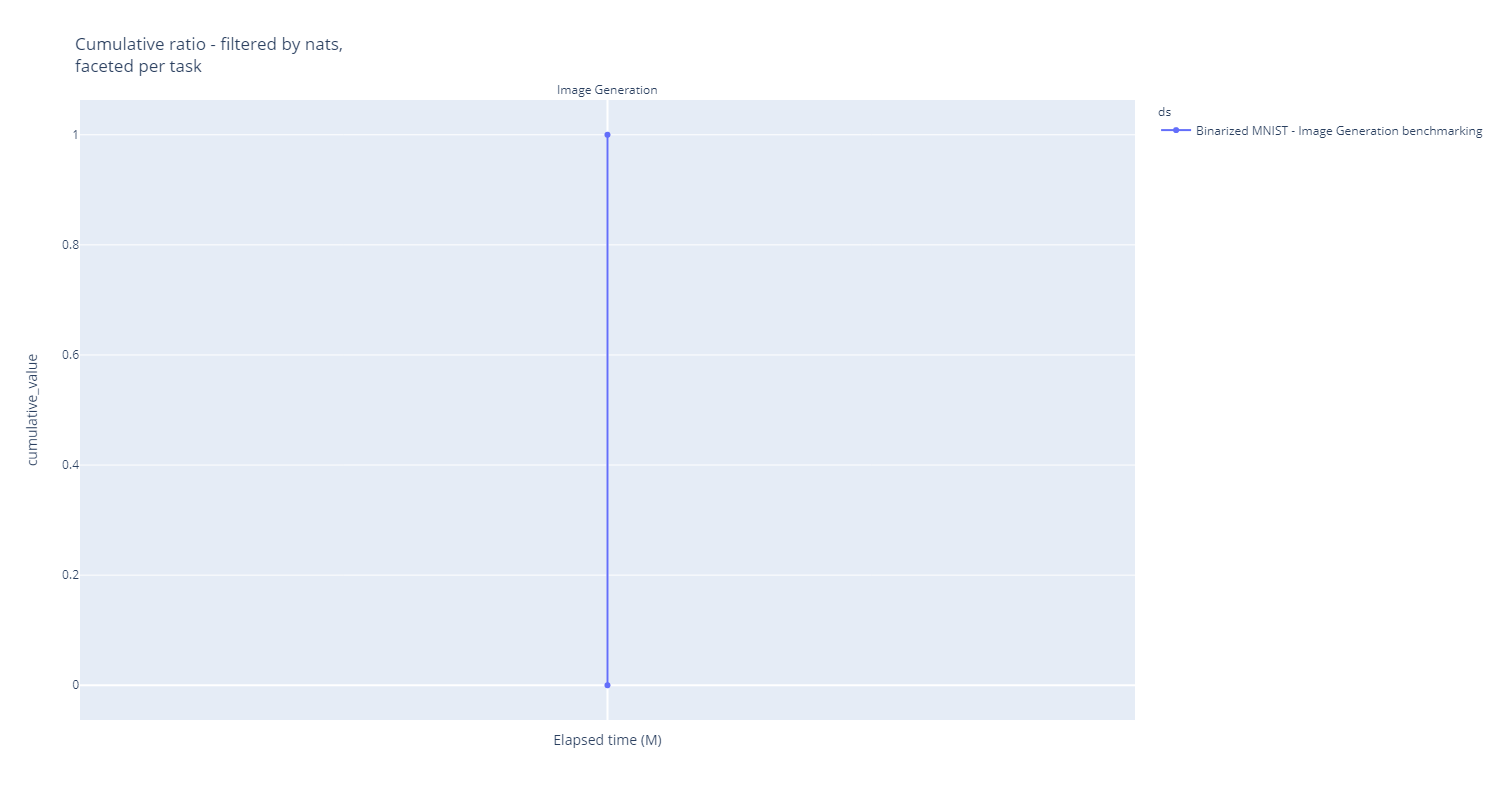 Cumulative ratio - filtered by nats,
faceted per task
Image Generation
ds
Binarized MNIST - Image Generation benchmarking
1
0.8
0.6
0.4
0.2
0
cumulative_value
Elapsed time (M)